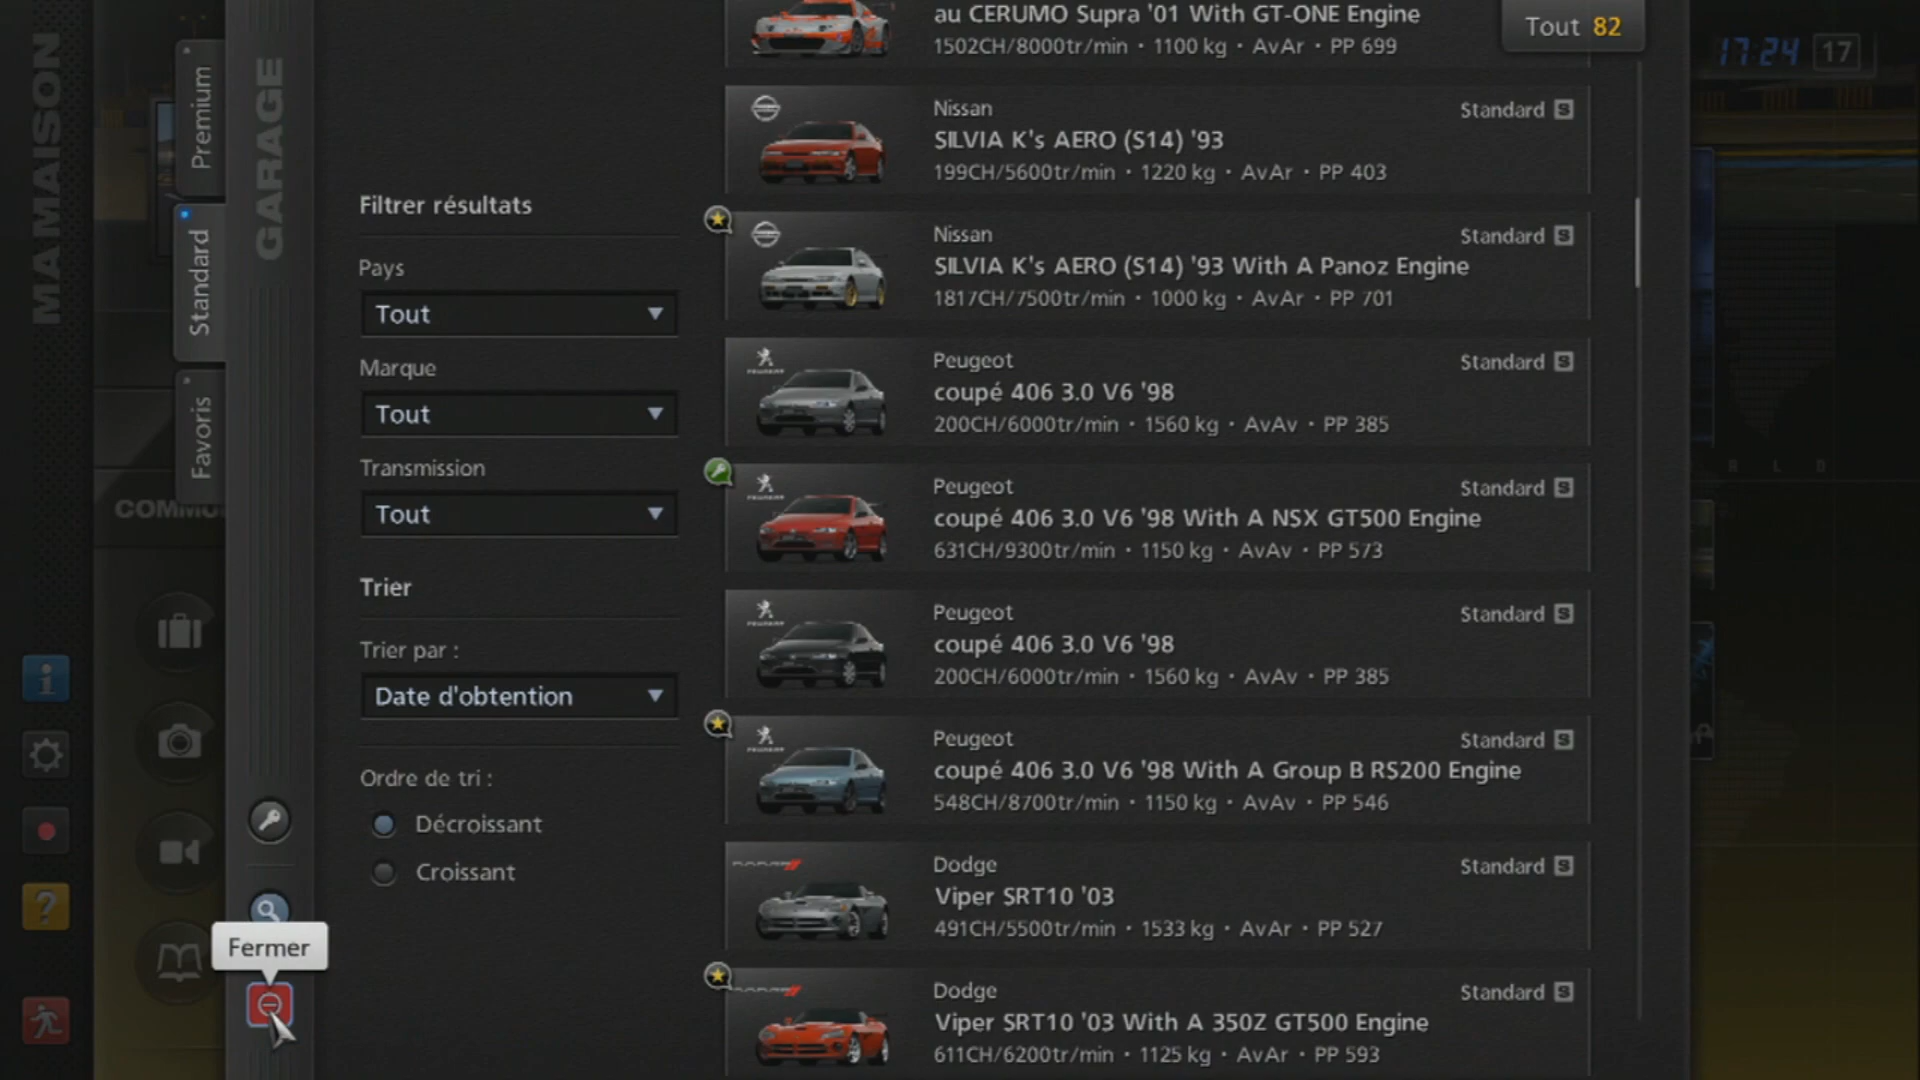 MA MAISON
Premium
Standard
Favoris
GARAGE
COMMU
Filtrer résultats
Pays
Tout
Marque
Tout
Transmission
Tout
Trier
Trier par :
Date d'obtention
Ordre de tri :
Décroissant
Croissant
Fermer
Tout 82
17:24 17
au CERUMO Supra '01 With GT-ONE Engine
1502CH/8000tr/min • 1100 kg • AvAr • PP 699
Nissan
Standard S
SILVIA K's AERO (S14) '93
199CH/5600tr/min • 1220 kg • AvAr • PP 403
Nissan
Standard S
SILVIA K's AERO (S14) '93 With A Panoz Engine
1817CH/7500tr/min • 1000 kg • AvAr • PP 701
Peugeot
Standard S
coupé 406 3.0 V6 '98
200CH/6000tr/min • 1560 kg • AvAv • PP 385
Peugeot
Standard S
coupé 406 3.0 V6 '98 With A NSX GT500 Engine
631CH/9300tr/min • 1150 kg • AvAv • PP 573
Peugeot
Standard S
coupé 406 3.0 V6 '98
200CH/6000tr/min • 1560 kg • AvAv • PP 385
Peugeot
Standard S
coupé 406 3.0 V6 '98 With A Group B RS200 Engine
548CH/8700tr/min • 1150 kg • AvAv • PP 546
Dodge
Standard S
Viper SRT10 '03
491CH/5500tr/min • 1533 kg • AvAr • PP 527
Dodge
Standard S
Viper SRT10 '03 With A 350Z GT500 Engine
611CH/6200tr/min • 1125 kg • AvAr • PP 593